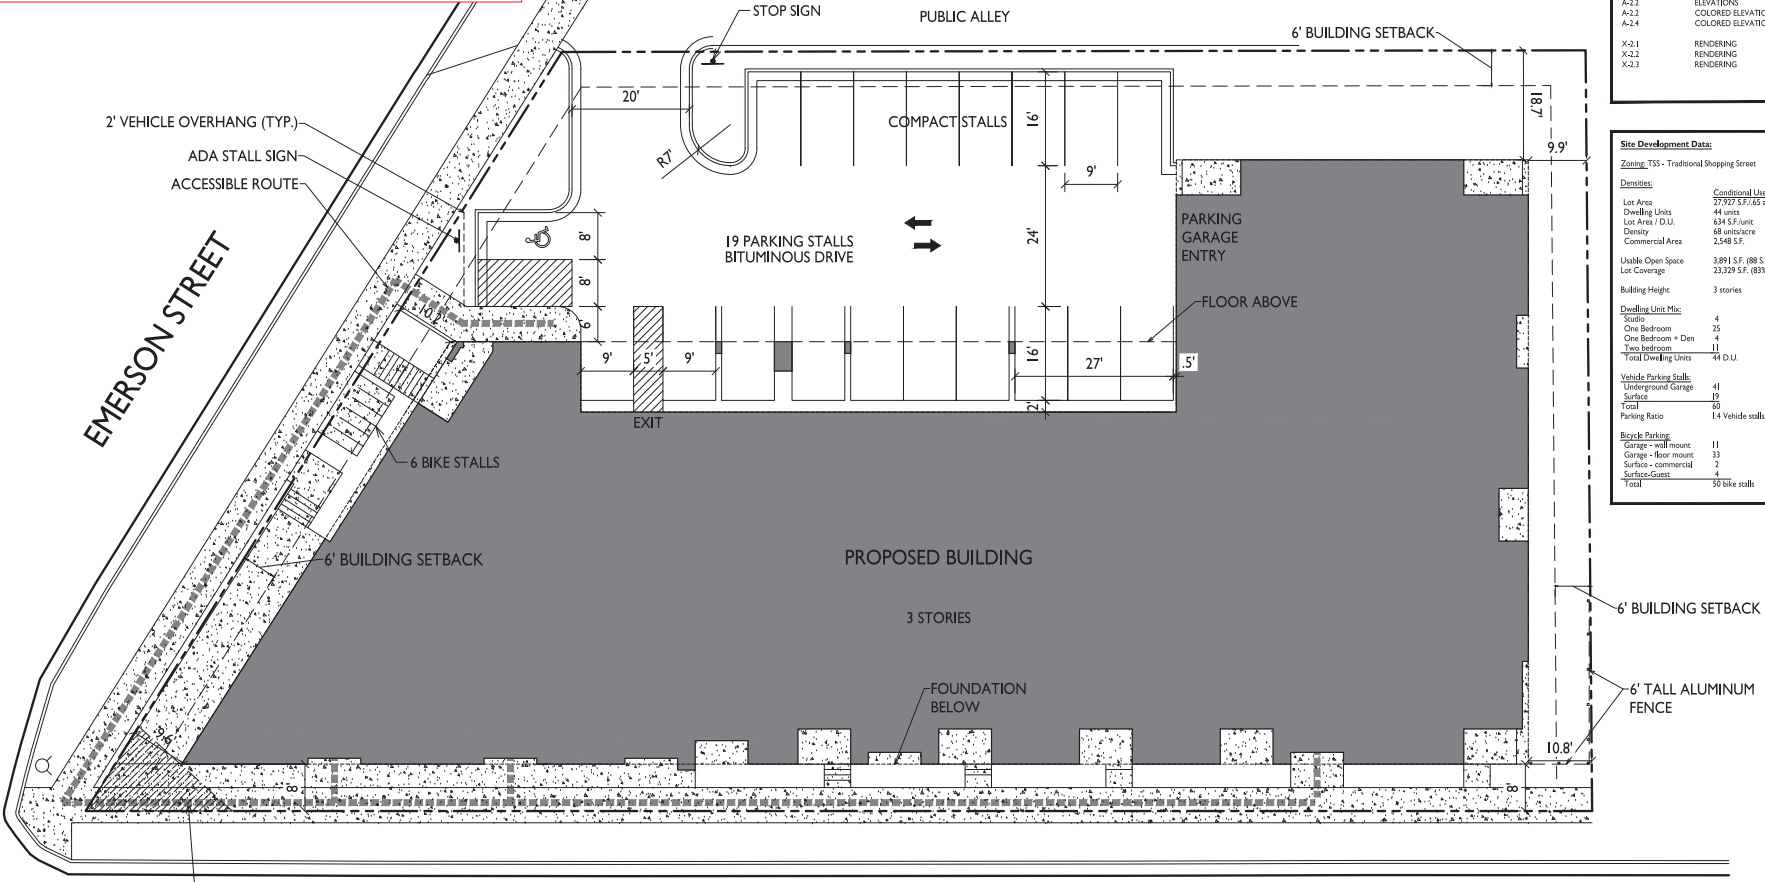 A-2.2 ELEVATIONS
A-2.2 COLORED ELEVATIO
A-2.4 COLORED ELEVATIO
X-2.1 RENDERING
X-2.2 RENDERING
X-2.3 RENDERING
STOP SIGN
PUBLIC ALLEY
6' BUILDING SETBACK
20'
2' VEHICLE OVERHANG (TYP.)
ADA STALL SIGN
ACCESSIBLE ROUTE
R7'
COMPACT STALLS
16'
18.7'
9.9'
9'
8'
8'
6'
24'
19 PARKING STALLS
BITUMINOUS DRIVE
PARKING
GARAGE
ENTRY
FLOOR ABOVE
EMERSON STREET
10.2'
9'
5'
9'
16'
27'
.5'
2'
EXIT
6 BIKE STALLS
6' BUILDING SETBACK
PROPOSED BUILDING
3 STORIES
FOUNDATION
BELOW
6' BUILDING SETBACK
6' TALL ALUMINUM
FENCE
10.8'
8'
8'
Site Development Data:
Zoning: TSS - Traditional Shopping Street
Densities:
Conditional Use
Lot Area 27,927 S.F./.65 a
Dwelling Units 44 units
Lot Area / D.U. 634 S.F./unit
Density 68 units/acre
Commercial Area 2,548 S.F.
Usable Open Space 3,891 S.F. (88 S.
Lot Coverage 23,329 S.F. (83%
Building Height 3 stories
Dwelling Unit Mix:
Studio 4
One Bedroom 25
One Bedroom + Den 4
Two bedroom 11
Total Dwelling Units 44 D.U.
Vehicle Parking Stalls:
Underground Garage 41
Surface 19
Total 60
Parking Ratio 1.4 Vehicle stalls
Bicycle Parking:
Garage - wall mount 11
Garage - floor mount 33
Surface - commercial 2
Surface-Guest 4
Total 50 bike stalls